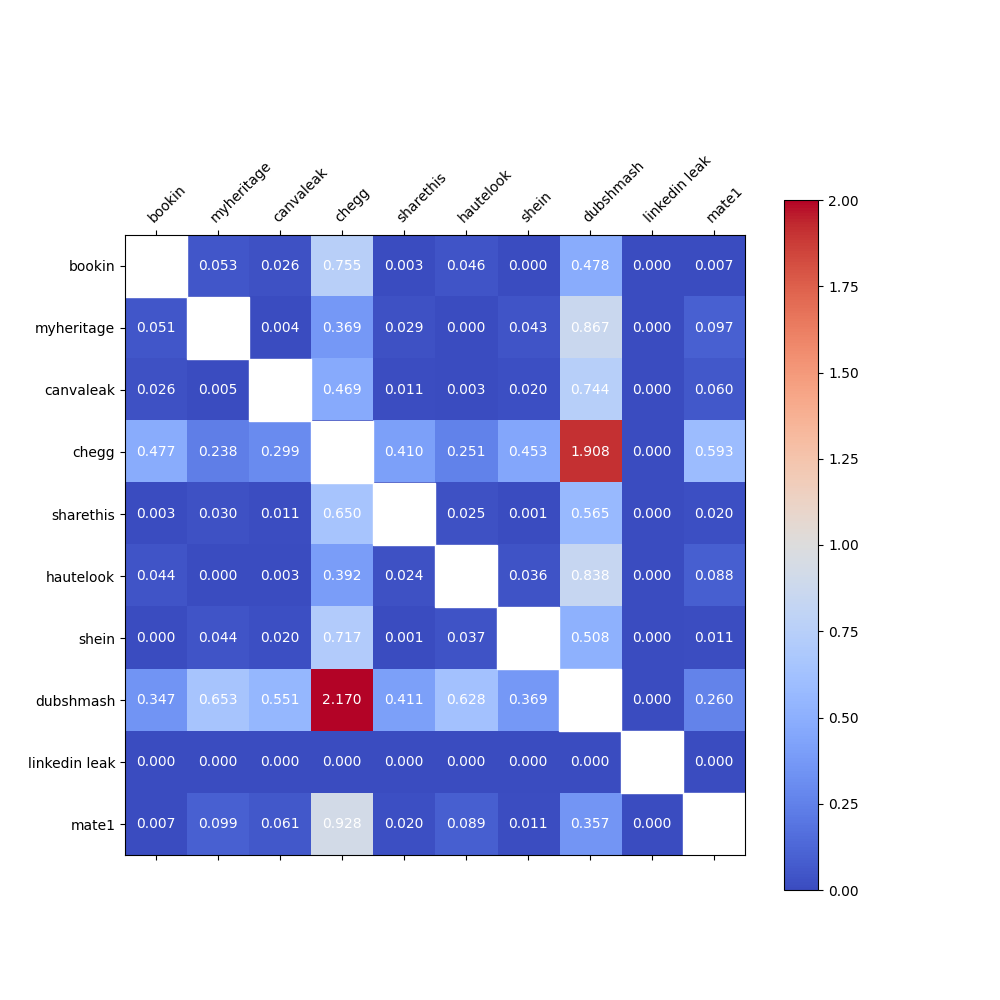 bookin myheritage canvaleak chegg sharethis hautelook shein dubshmash linkedin leak mate1
bookin 0.053 0.026 0.755 0.003 0.046 0.000 0.478 0.000 0.007
myheritage 0.051 0.004 0.369 0.029 0.000 0.043 0.867 0.000 0.097
canvaleak 0.026 0.005 0.469 0.011 0.003 0.020 0.744 0.000 0.060
chegg 0.477 0.238 0.299 0.410 0.251 0.453 1.908 0.000 0.593
sharethis 0.003 0.030 0.011 0.650 0.025 0.001 0.565 0.000 0.020
hautelook 0.044 0.000 0.003 0.392 0.024 0.036 0.838 0.000 0.088
shein 0.000 0.044 0.020 0.717 0.001 0.037 0.508 0.000 0.011
dubshmash 0.347 0.653 0.551 2.170 0.411 0.628 0.369 0.000 0.260
linkedin leak 0.000 0.000 0.000 0.000 0.000 0.000 0.000 0.000 0.000
mate1 0.007 0.099 0.061 0.928 0.020 0.089 0.011 0.357 0.000
2.00
1.75
1.50
1.25
1.00
0.75
0.50
0.25
0.00